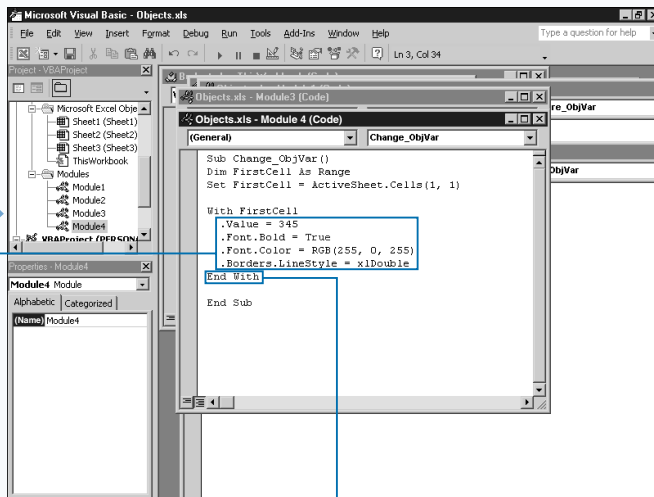 Microsoft Visual Basic - Objects.xls
File Edit View Insert Format Debug Run Tools Add-Ins Window Help
Type a question for help
Ln 3, Col 34
Project - VBAProject
Microsoft Excel Obje
Sheet1 (Sheet1)
Sheet2 (Sheet2)
Sheet3 (Sheet3)
ThisWorkbook
Modules
Module1
Module2
Module3
Module4
VBAProject (PERSON
Properties - Module4
Module4 Module
Alphabetic Categorized
(Name) Module4
Objects.xls - Module3 (Code)
re_ObjVar
ObjVar
Objects.xls - Module 4 (Code)
(General) Change_ObjVar
Sub Change_ObjVar()
Dim FirstCell As Range
Set FirstCell = ActiveSheet.Cells(1, 1)
With FirstCell
.Value = 345
.Font.Bold = True
.Font.Color = RGB(255, 0, 255)
.Borders.LineStyle = xlDouble
End With
End Sub